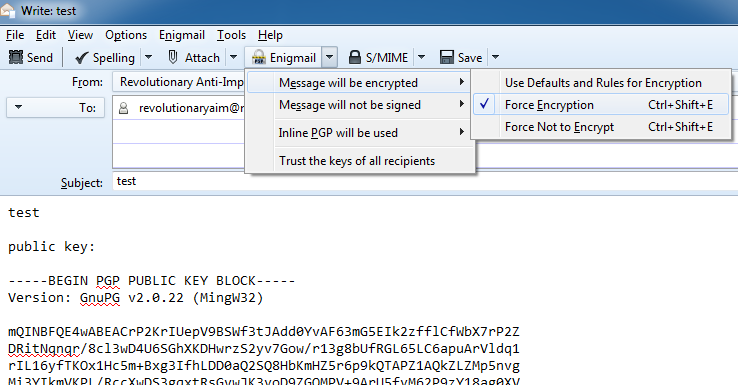 Write: test
File Edit View Options Enigmail Tools Help
Send Spelling Attach Enigmail S/MIME Save
From: Revolutionary Anti-Imp
Message will be encrypted
Use Defaults and Rules for Encryption
To: revolutionaryaim@r
Message will not be signed
Force Encryption Ctrl+Shift+E
Inline PGP will be used
Force Not to Encrypt Ctrl+Shift+E
Trust the keys of all recipients
Subject: test
test
public key:
-----BEGIN PGP PUBLIC KEY BLOCK-----
Version: GnuPG v2.0.22 (MingW32)
mQINBFQE4wABEACrP2KrIUepV9BSWf3tJAdd0YvAF63mG5EIk2zfflCfWbX7rP2Z
DRitNqnqr/8cl3wD4U6SGhXKDHwrzS2yv7Gow/r13g8bUfRGL65LC6apuArVldq1
rIL16yfTKOx1Hc5m+Bxg3IfhLDD0aQ2SQ8HbKmHZ5r6p9kQTAPZ1AQkZLZMp5nvg